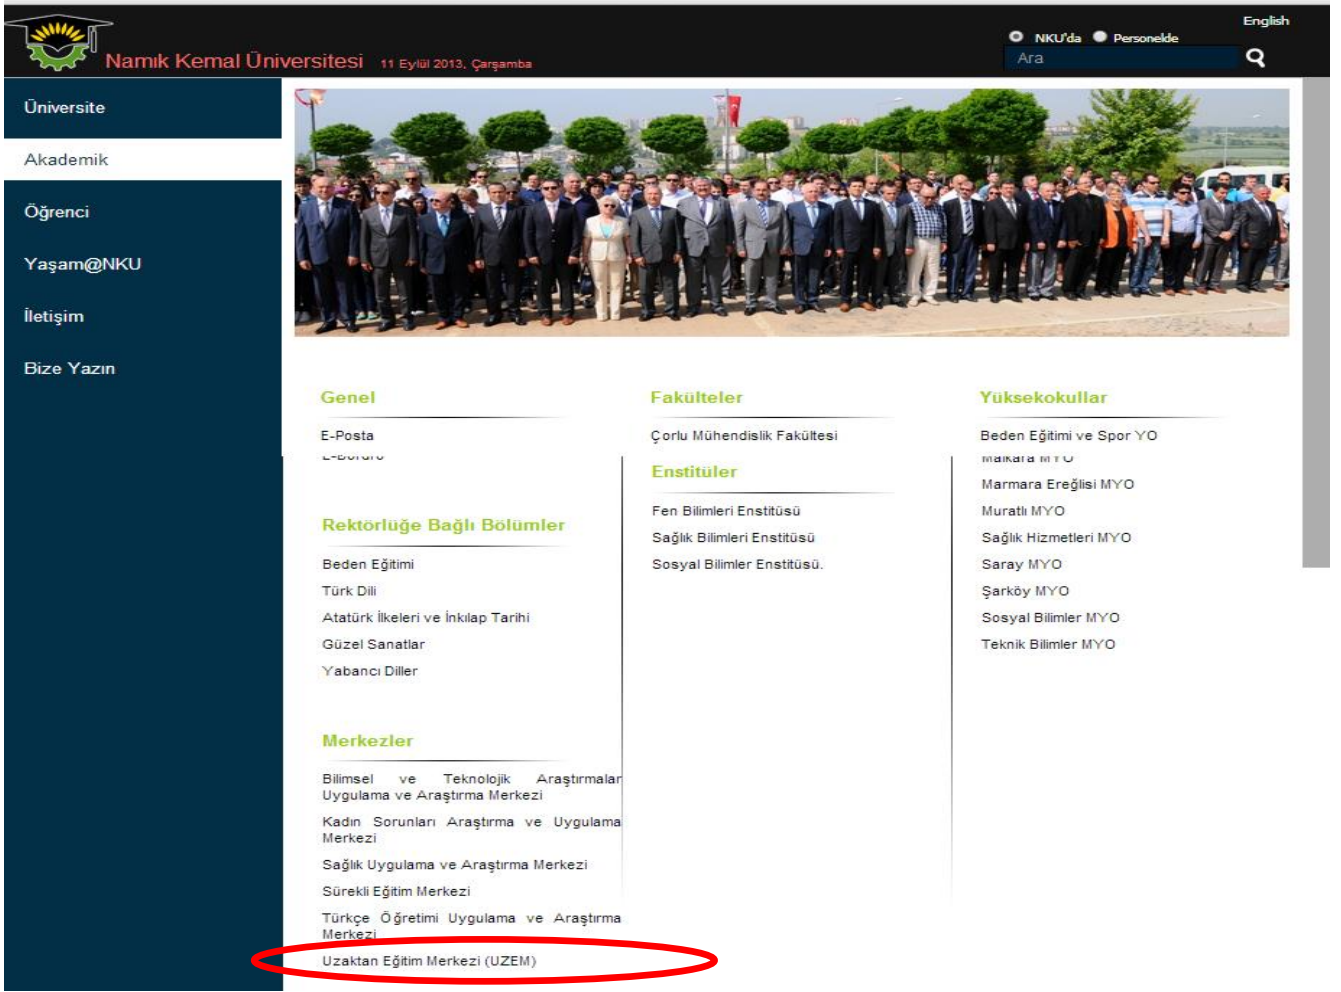 English
NKU'da Personelde
Namık Kemal Üniversitesi 11 Eylül 2013, Çarşamba
Ara
Üniversite
Akademik
Öğrenci
Yaşam@NKU
İletişim
Bize Yazın
Genel
E-Posta
E-Bordro
Rektörlüğe Bağlı Bölümler
Beden Eğitimi
Türk Dili
Atatürk İlkeleri ve İnkılap Tarihi
Güzel Sanatlar
Yabancı Diller
Merkezler
Bilimsel ve Teknolojik Araştırmalar
Uygulama ve Araştırma Merkezi
Kadın Sorunları Araştırma ve Uygulama
Merkezi
Sağlık Uygulama ve Araştırma Merkezi
Sürekli Eğitim Merkezi
Türkçe Öğretimi Uygulama ve Araştırma
Merkezi
Uzaktan Eğitim Merkezi (UZEM)
Fakülteler
Çorlu Mühendislik Fakültesi
Enstitüler
Fen Bilimleri Enstitüsü
Sağlık Bilimleri Enstitüsü
Sosyal Bilimler Enstitüsü.
Yüksekokullar
Beden Eğitimi ve Spor YO
Malkara MYO
Marmara Ereğlisi MYO
Muratlı MYO
Sağlık Hizmetleri MYO
Saray MYO
Şarköy MYO
Sosyal Bilimler MYO
Teknik Bilimler MYO